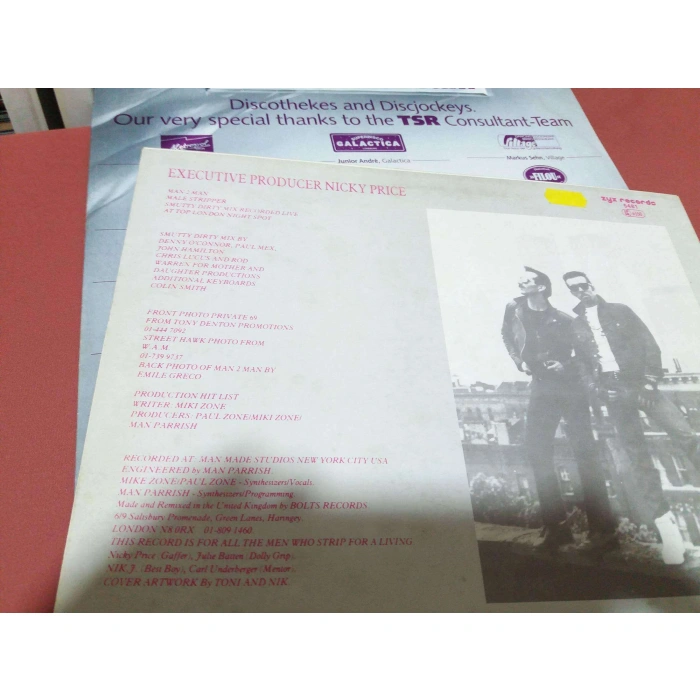 Discothekes and Discjockeys.
Our very special thanks to the TSR Consultant-Team
GALACTICA
Junior André, Galactica
Markus Seiler, Village
EXECUTIVE PRODUCER NICKY PRICE
zyx records
MAN 2 MAN
MALE STRIPPER
SMUTTY DIRTY MIX RECORDED LIVE
AT TOP LONDON NIGHT SPOT
SMUTTY DIRTY MIX BY
DENNY O'CONNOR, PAUL MEX,
JOHN HAMILTON,
CHRIS LUCUS AND ROD
WARREN FOR MOTHER AND
DAUGHTER PRODUCTIONS
ADDITIONAL KEYBOARDS
COLIN SMITH
FRONT PHOTO PRIVATE 69
FROM TONY DENTON PROMOTIONS
01-444 7092
STREET HAWK PHOTO FROM
W.A.M
01-739 9737
BACK PHOTO OF MAN 2 MAN BY
EMILE GRECO
PRODUCTION HIT LIST
WRITER: MIKI ZONE
PRODUCERS: PAUL ZONE/MIKI ZONE/
MAN PARRISH
RECORDED AT: MAN MADE STUDIOS NEW YORK CITY USA
ENGINEERED by MAN PARRISH.
MIKE ZONE/PAUL ZONE - Synthesizers/Vocals.
MAN PARRISH - Synthesizers/Programming
Made and Remixed in the United Kingdom by BOLTS RECORDS
6/9 Salisbury Promenade, Green Lanes, Harringey.
LONDON N8 0RX 01-809 1460.
THIS RECORD IS FOR ALL THE MEN WHO STRIP FOR A LIVING
Nicky Price (Gaffer), Julie Basten (Dolly Grip),
NIK J. (Best Boy), Carl Underberger (Mentor).
COVER ARTWORK By TONI AND NIK.